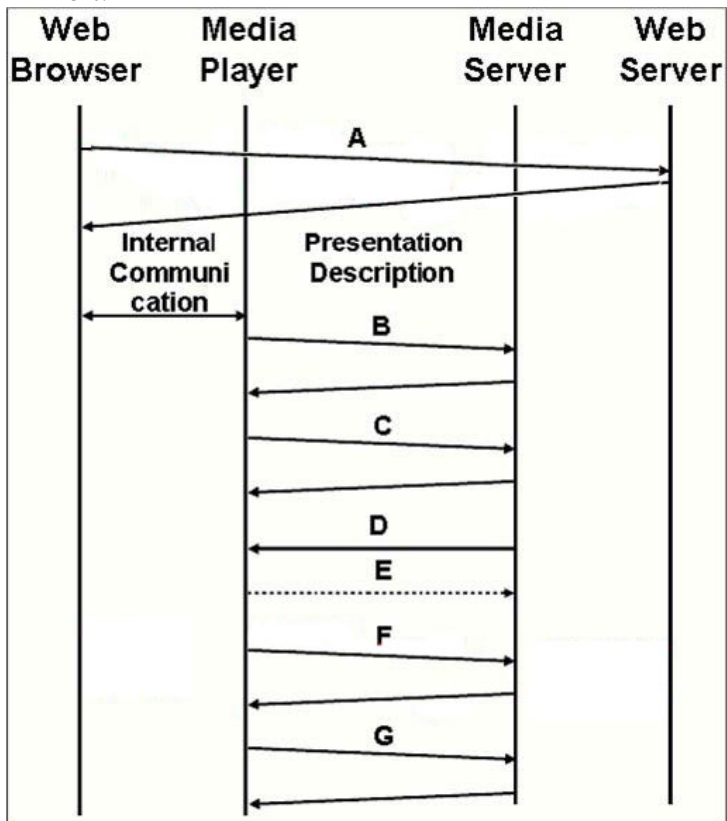 Web Media Media Web
Browser Player Server Server
A
Internal Presentation
Communi Description
cation
B
C
D
E
F
G